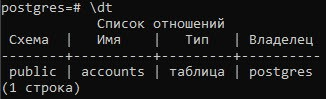 postgres=# \dt
Список отношений
Схема | Имя | Тип | Владелец
--------+----------+---------+----------
public | accounts | таблица | postgres
(1 строка)